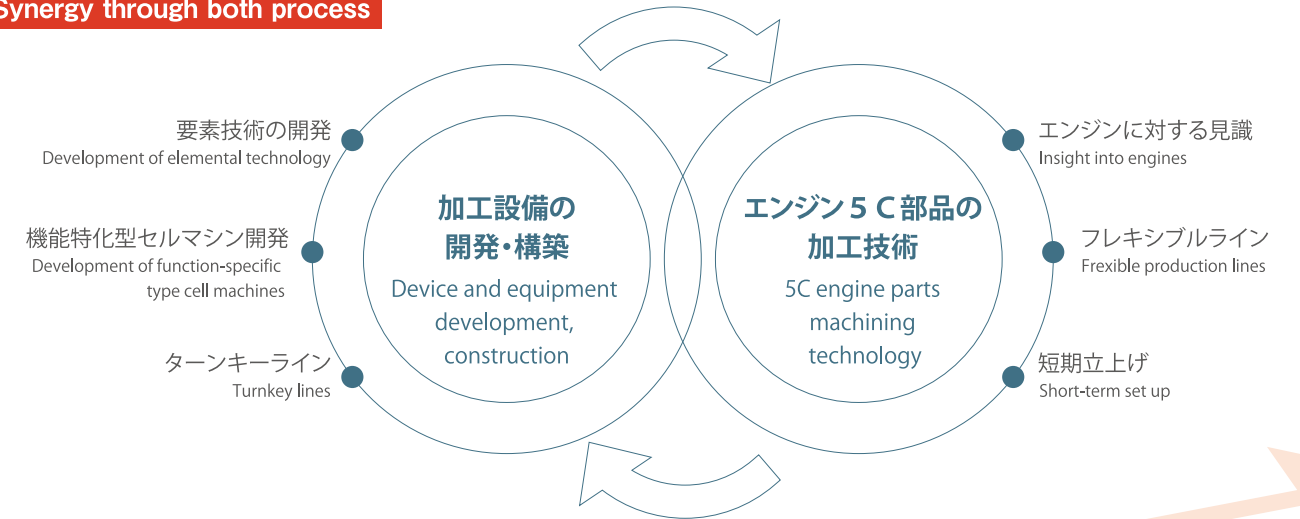 Synergy through both process
要素技術の開発
Development of elemental technology
機能特化型セルマシン開発
Development of function-specific
type cell machines
ターンキーライン
Turnkey lines
加工設備の
開発・構築
Device and equipment
development,
construction
エンジン５Ｃ部品の
加工技術
5C engine parts
machining
technology
エンジンに対する見識
Insight into engines
フレキシブルライン
Frexible production lines
短期立上げ
Short-term set up